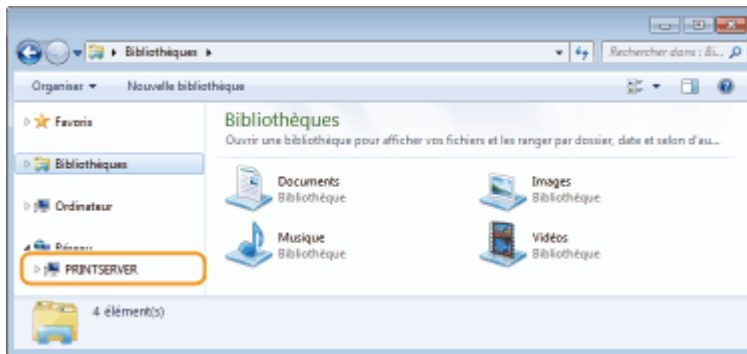 Bibliothèques
Rechercher dans : Bi...
Organiser
Nouvelle bibliothèque
Favoris
Bibliothèques
Ordinateur
Réseau
PRINTSERVER
Bibliothèques
Ouvrir une bibliothèque pour afficher vos fichiers et les ranger par dossier, date et selon d'au...
Documents
Bibliothèque
Images
Bibliothèque
Musique
Bibliothèque
Vidéos
Bibliothèque
4 élément(s)